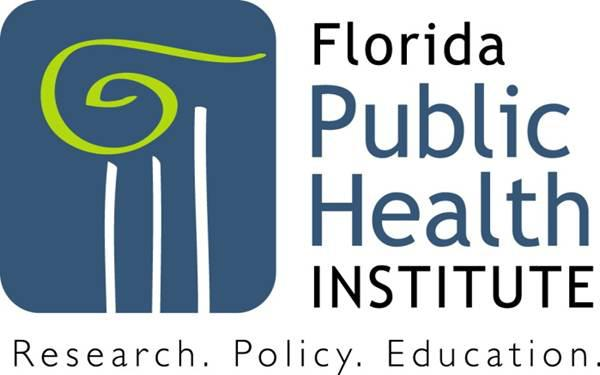 Florida
Public
Health
INSTITUTE
Research. Policy. Education.